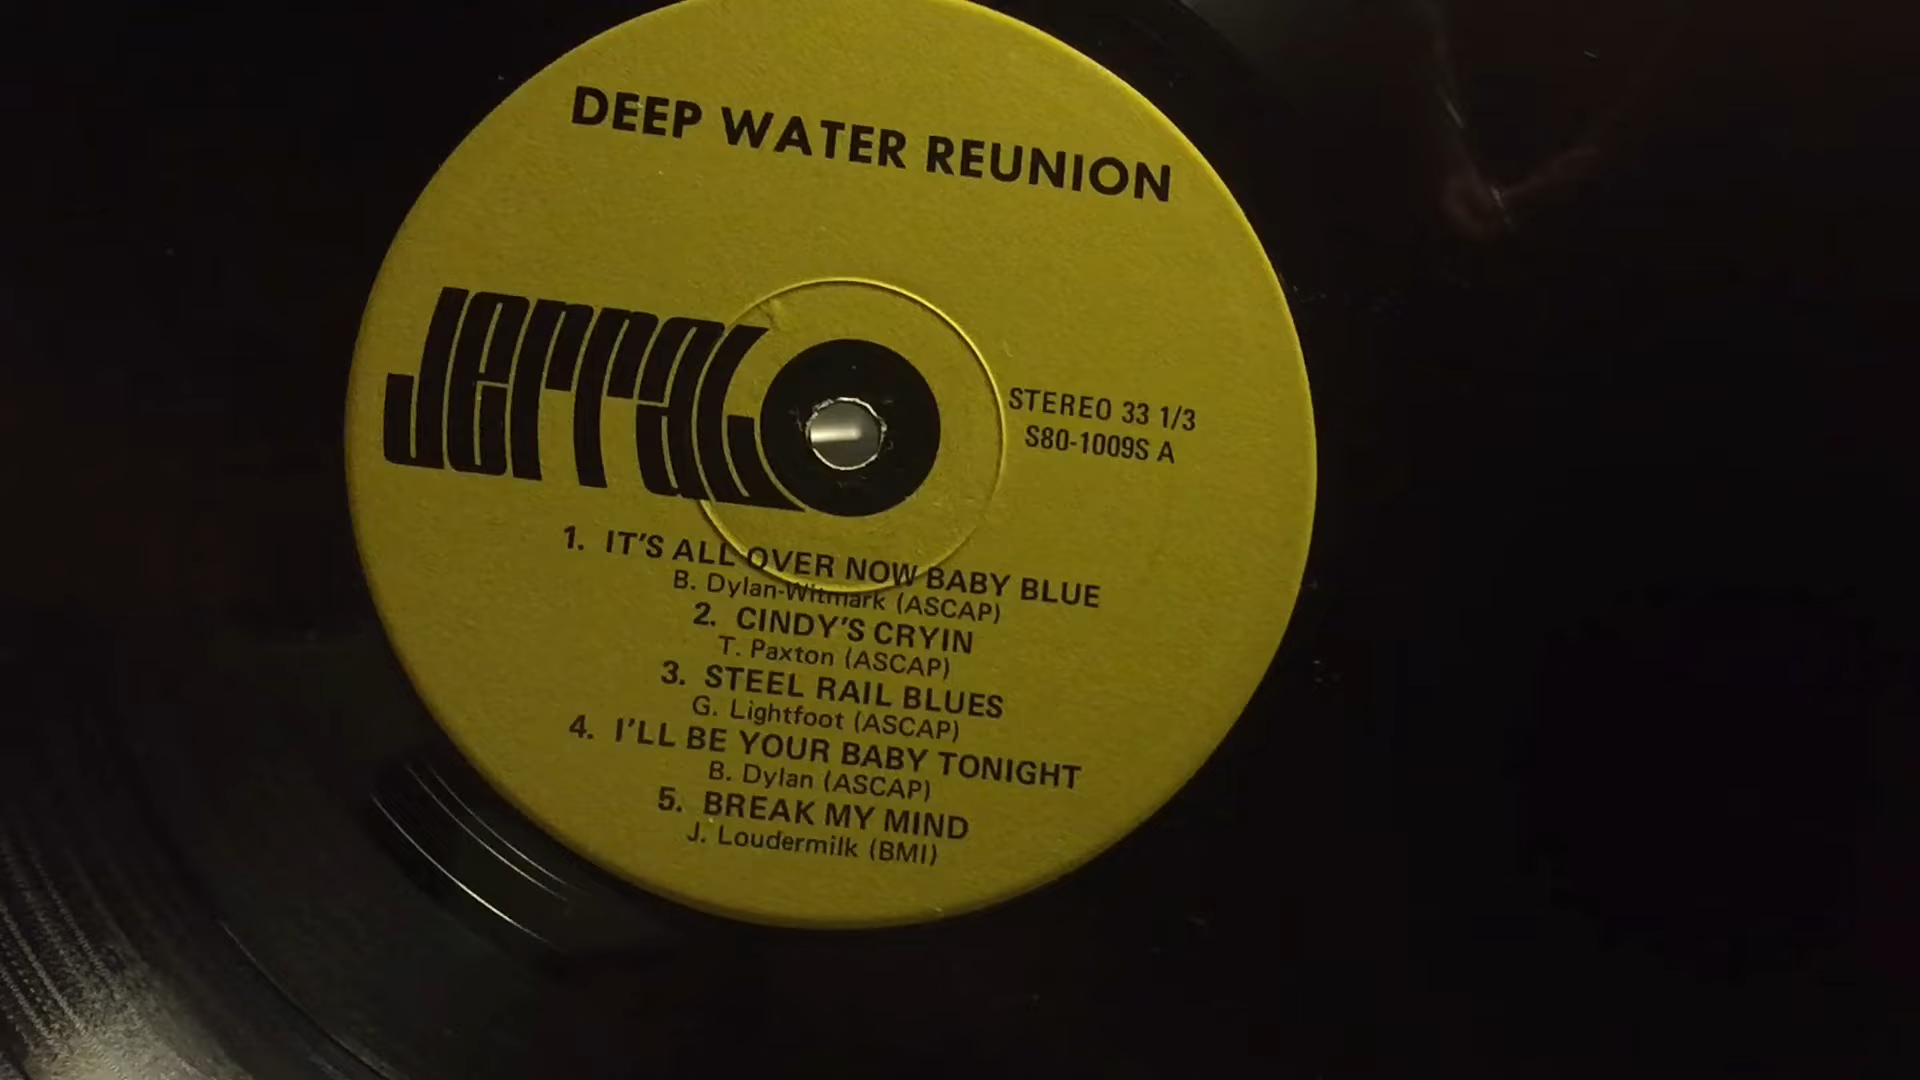 DEEP WATER REUNION
Jerral
STEREO 33 1/3
S80-1009S A
1. IT'S ALL OVER NOW BABY BLUE
B. Dylan-Witmark (ASCAP)
2. CINDY'S CRYIN
T. Paxton (ASCAP)
3. STEEL RAIL BLUES
G. Lightfoot (ASCAP)
4. I'LL BE YOUR BABY TONIGHT
B. Dylan (ASCAP)
5. BREAK MY MIND
J. Loudermilk (BMI)